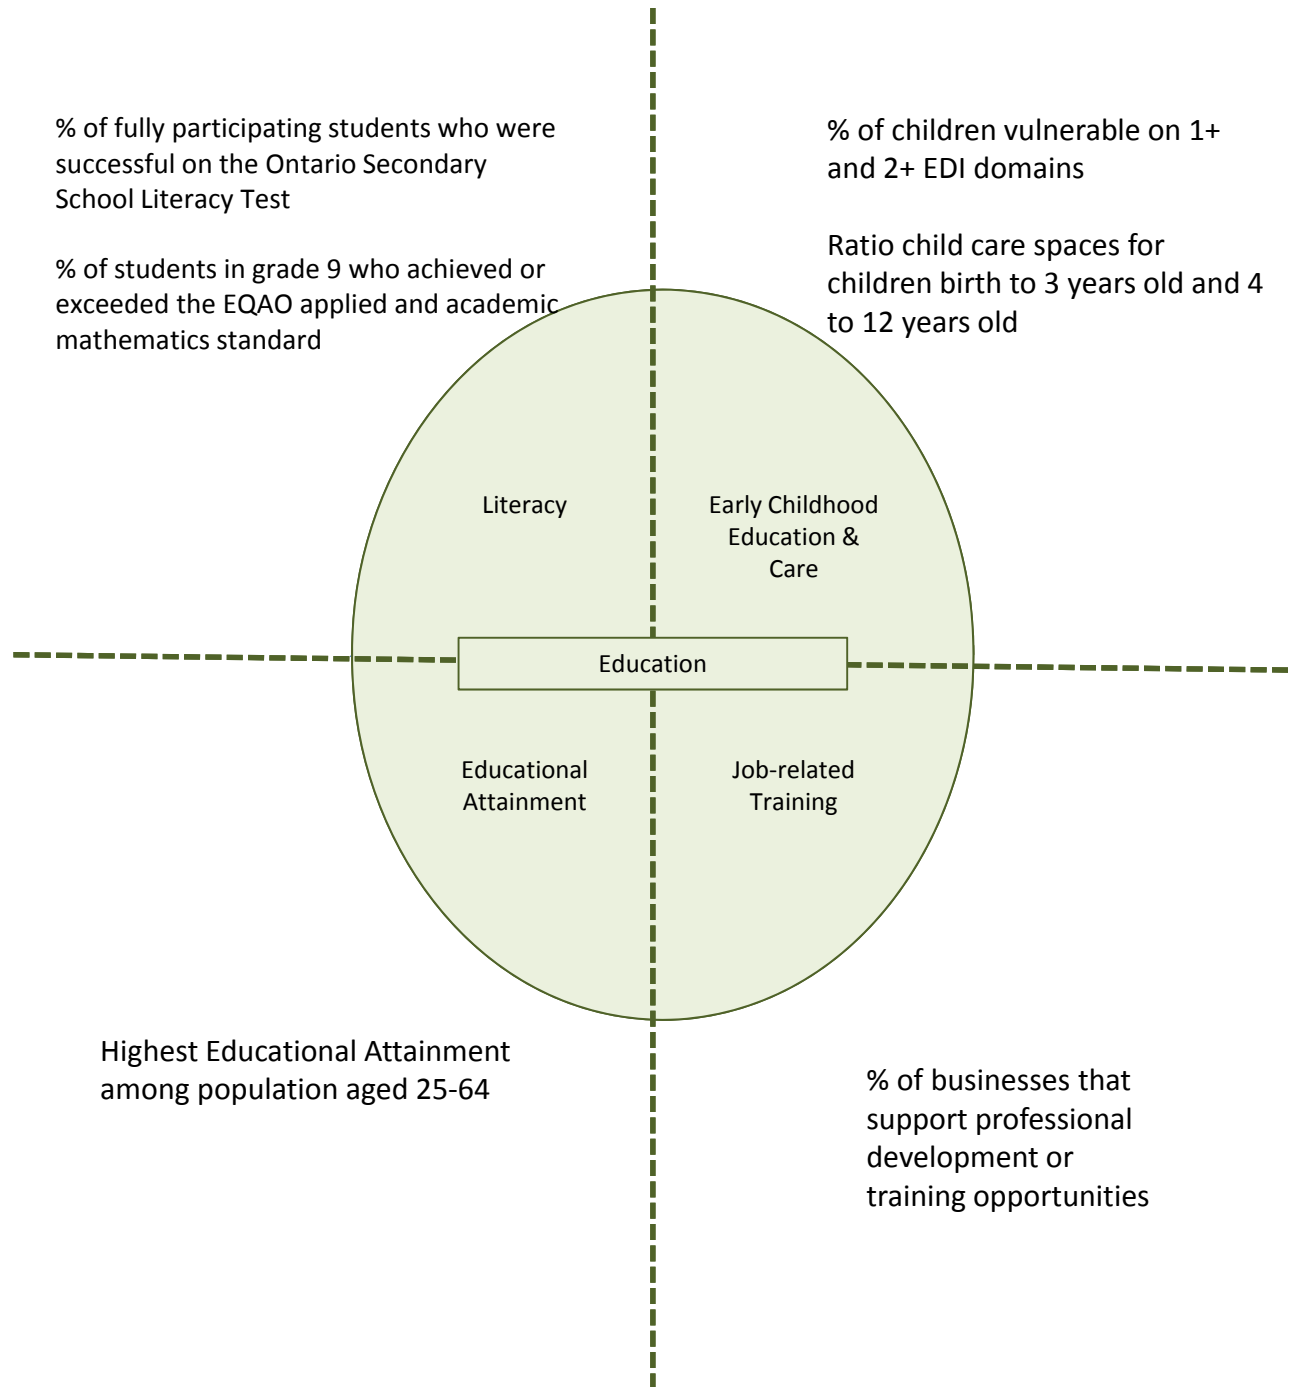 % of fully participating students who were
successful on the Ontario Secondary
School Literacy Test
% of students in grade 9 who achieved or
exceeded the EQAO applied and academic
mathematics standard
% of children vulnerable on 1+
and 2+ EDI domains
Ratio child care spaces for
children birth to 3 years old and 4
to 12 years old
Literacy
Early Childhood
Education &
Care
Education
Educational
Attainment
Job-related
Training
Highest Educational Attainment
among population aged 25-64
% of businesses that
support professional
development or
training opportunities